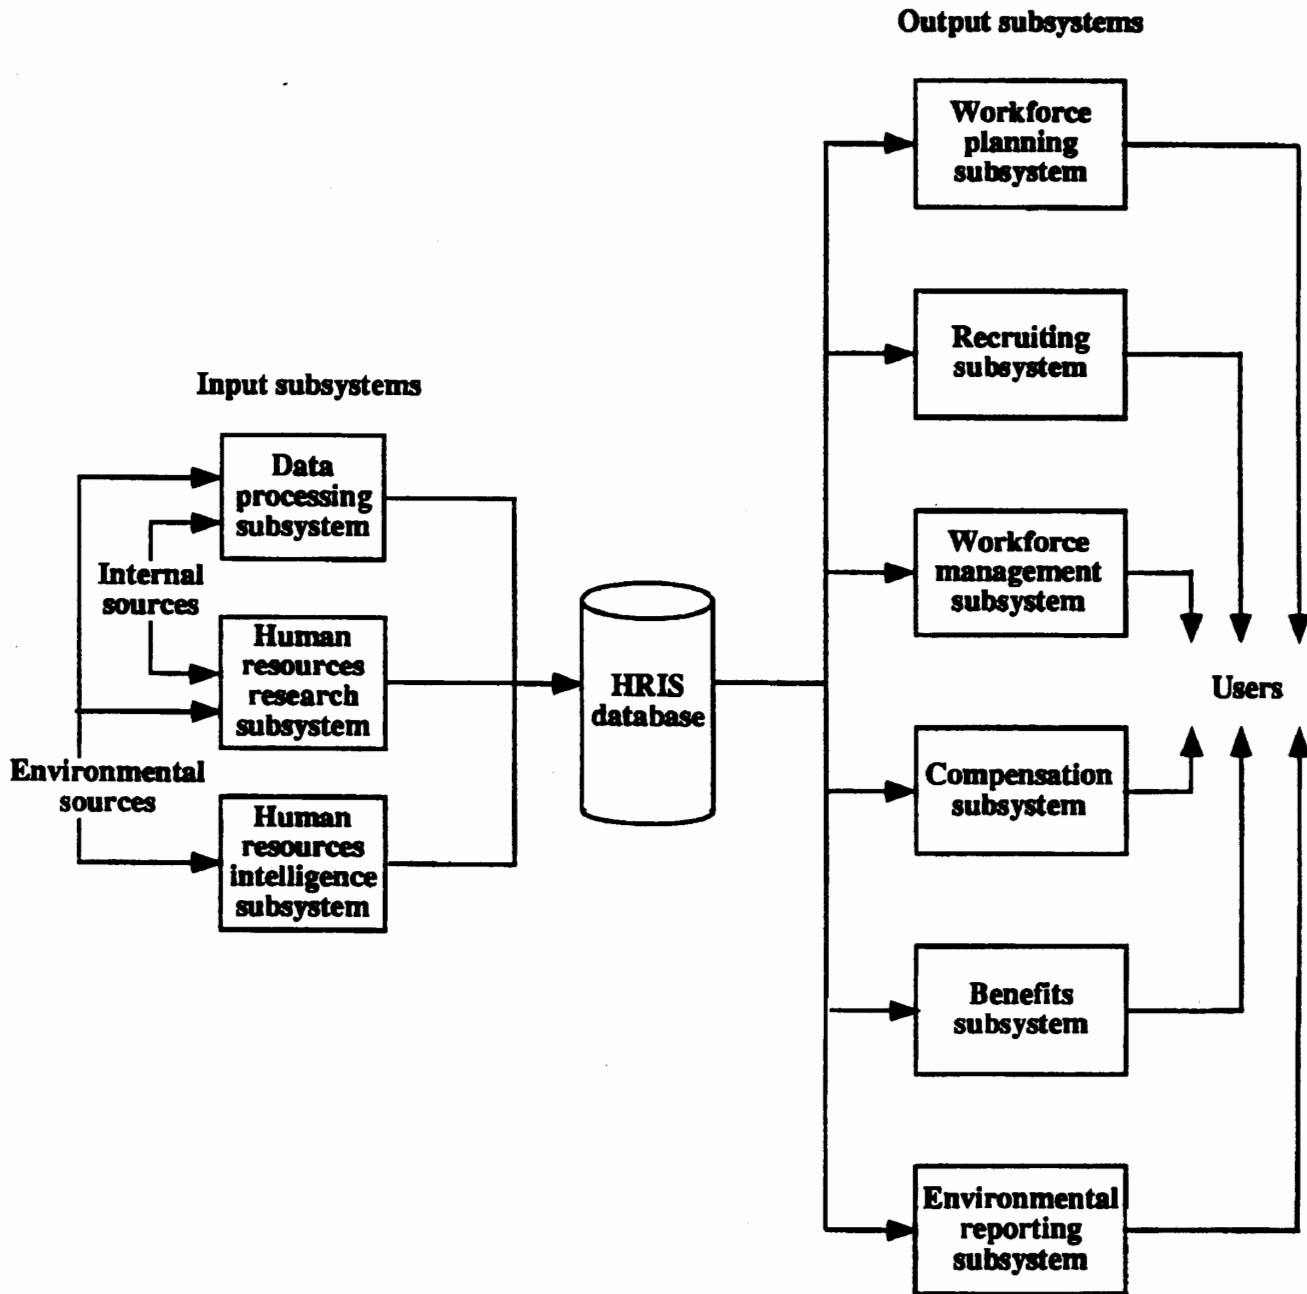 Output subsystems
Workforce
planning
subsystem
Recruiting
subsystem
Input subsystems
Data
processing
subsystem
Internal
sources
Human
resources
research
subsystem
Environmental
sources
Human
resources
intelligence
subsystem
HRIS
database
Workforce
management
subsystem
Users
Compensation
subsystem
Benefits
subsystem
Environmental
reporting
subsystem